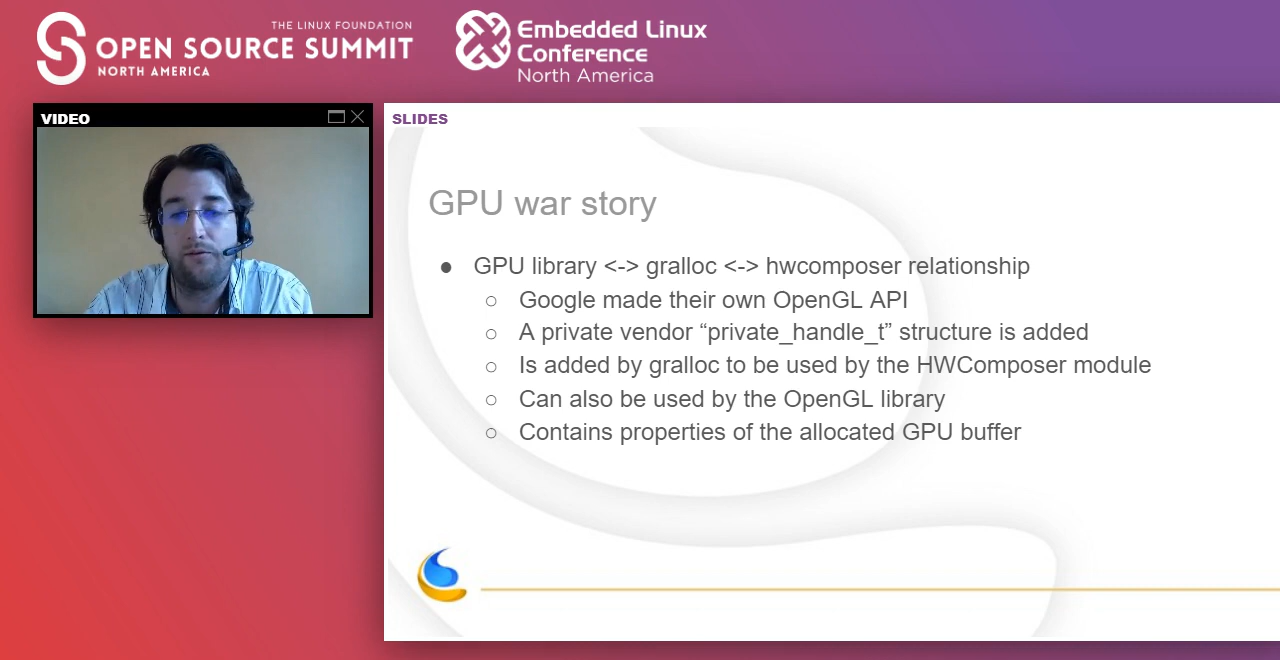 THE LINUX FOUNDATION
OPEN SOURCE SUMMIT
NORTH AMERICA
Embedded Linux
Conference
North America
VIDEO
SLIDES
GPU war story
● GPU library <-> gralloc <-> hwcomposer relationship
○ Google made their own OpenGL API
○ A private vendor “private_handle_t” structure is added
○ Is added by gralloc to be used by the HWComposer module
○ Can also be used by the OpenGL library
○ Contains properties of the allocated GPU buffer